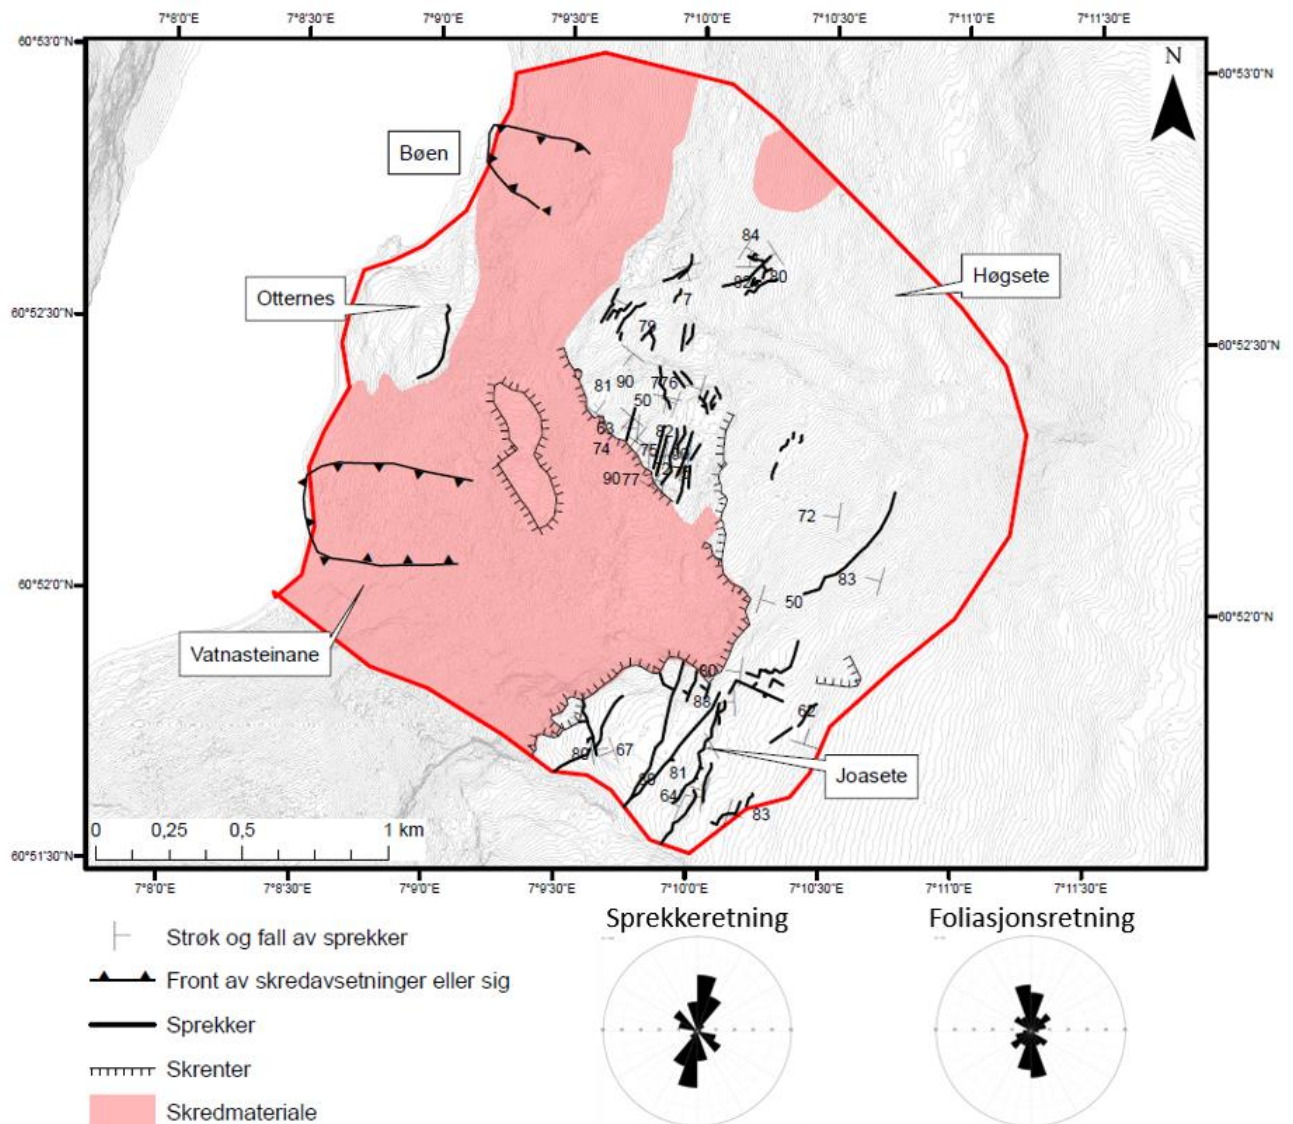 7°8'0"E 7°8'30"E 7°9'0"E 7°9'30"E 7°10'0"E 7°10'30"E 7°11'0"E 7°11'30"E
60°53'0"N
N
60°53'0"N
Bøen
84
80
Høgsete
Otternes
7
60°52'30"N
79
60°52'30"N
81 90 776
50
63 82
74 75
90 77
72
83
60°52'0"N
50
60°52'0"N
Vatnasteinane
80
88
62
80 67
81
Joasete
64
83
0 0,25 0,5 1 km
60°51'30"N
7°8'0"E 7°8'30"E 7°9'0"E 7°9'30"E 7°10'0"E 7°10'30"E 7°11'0"E 7°11'30"E
Sprekkeretning Foliasjonsretning
Strøk og fall av sprekker
Front av skredavsetninger eller sig
Sprekker
Skrenter
Skredmateriale